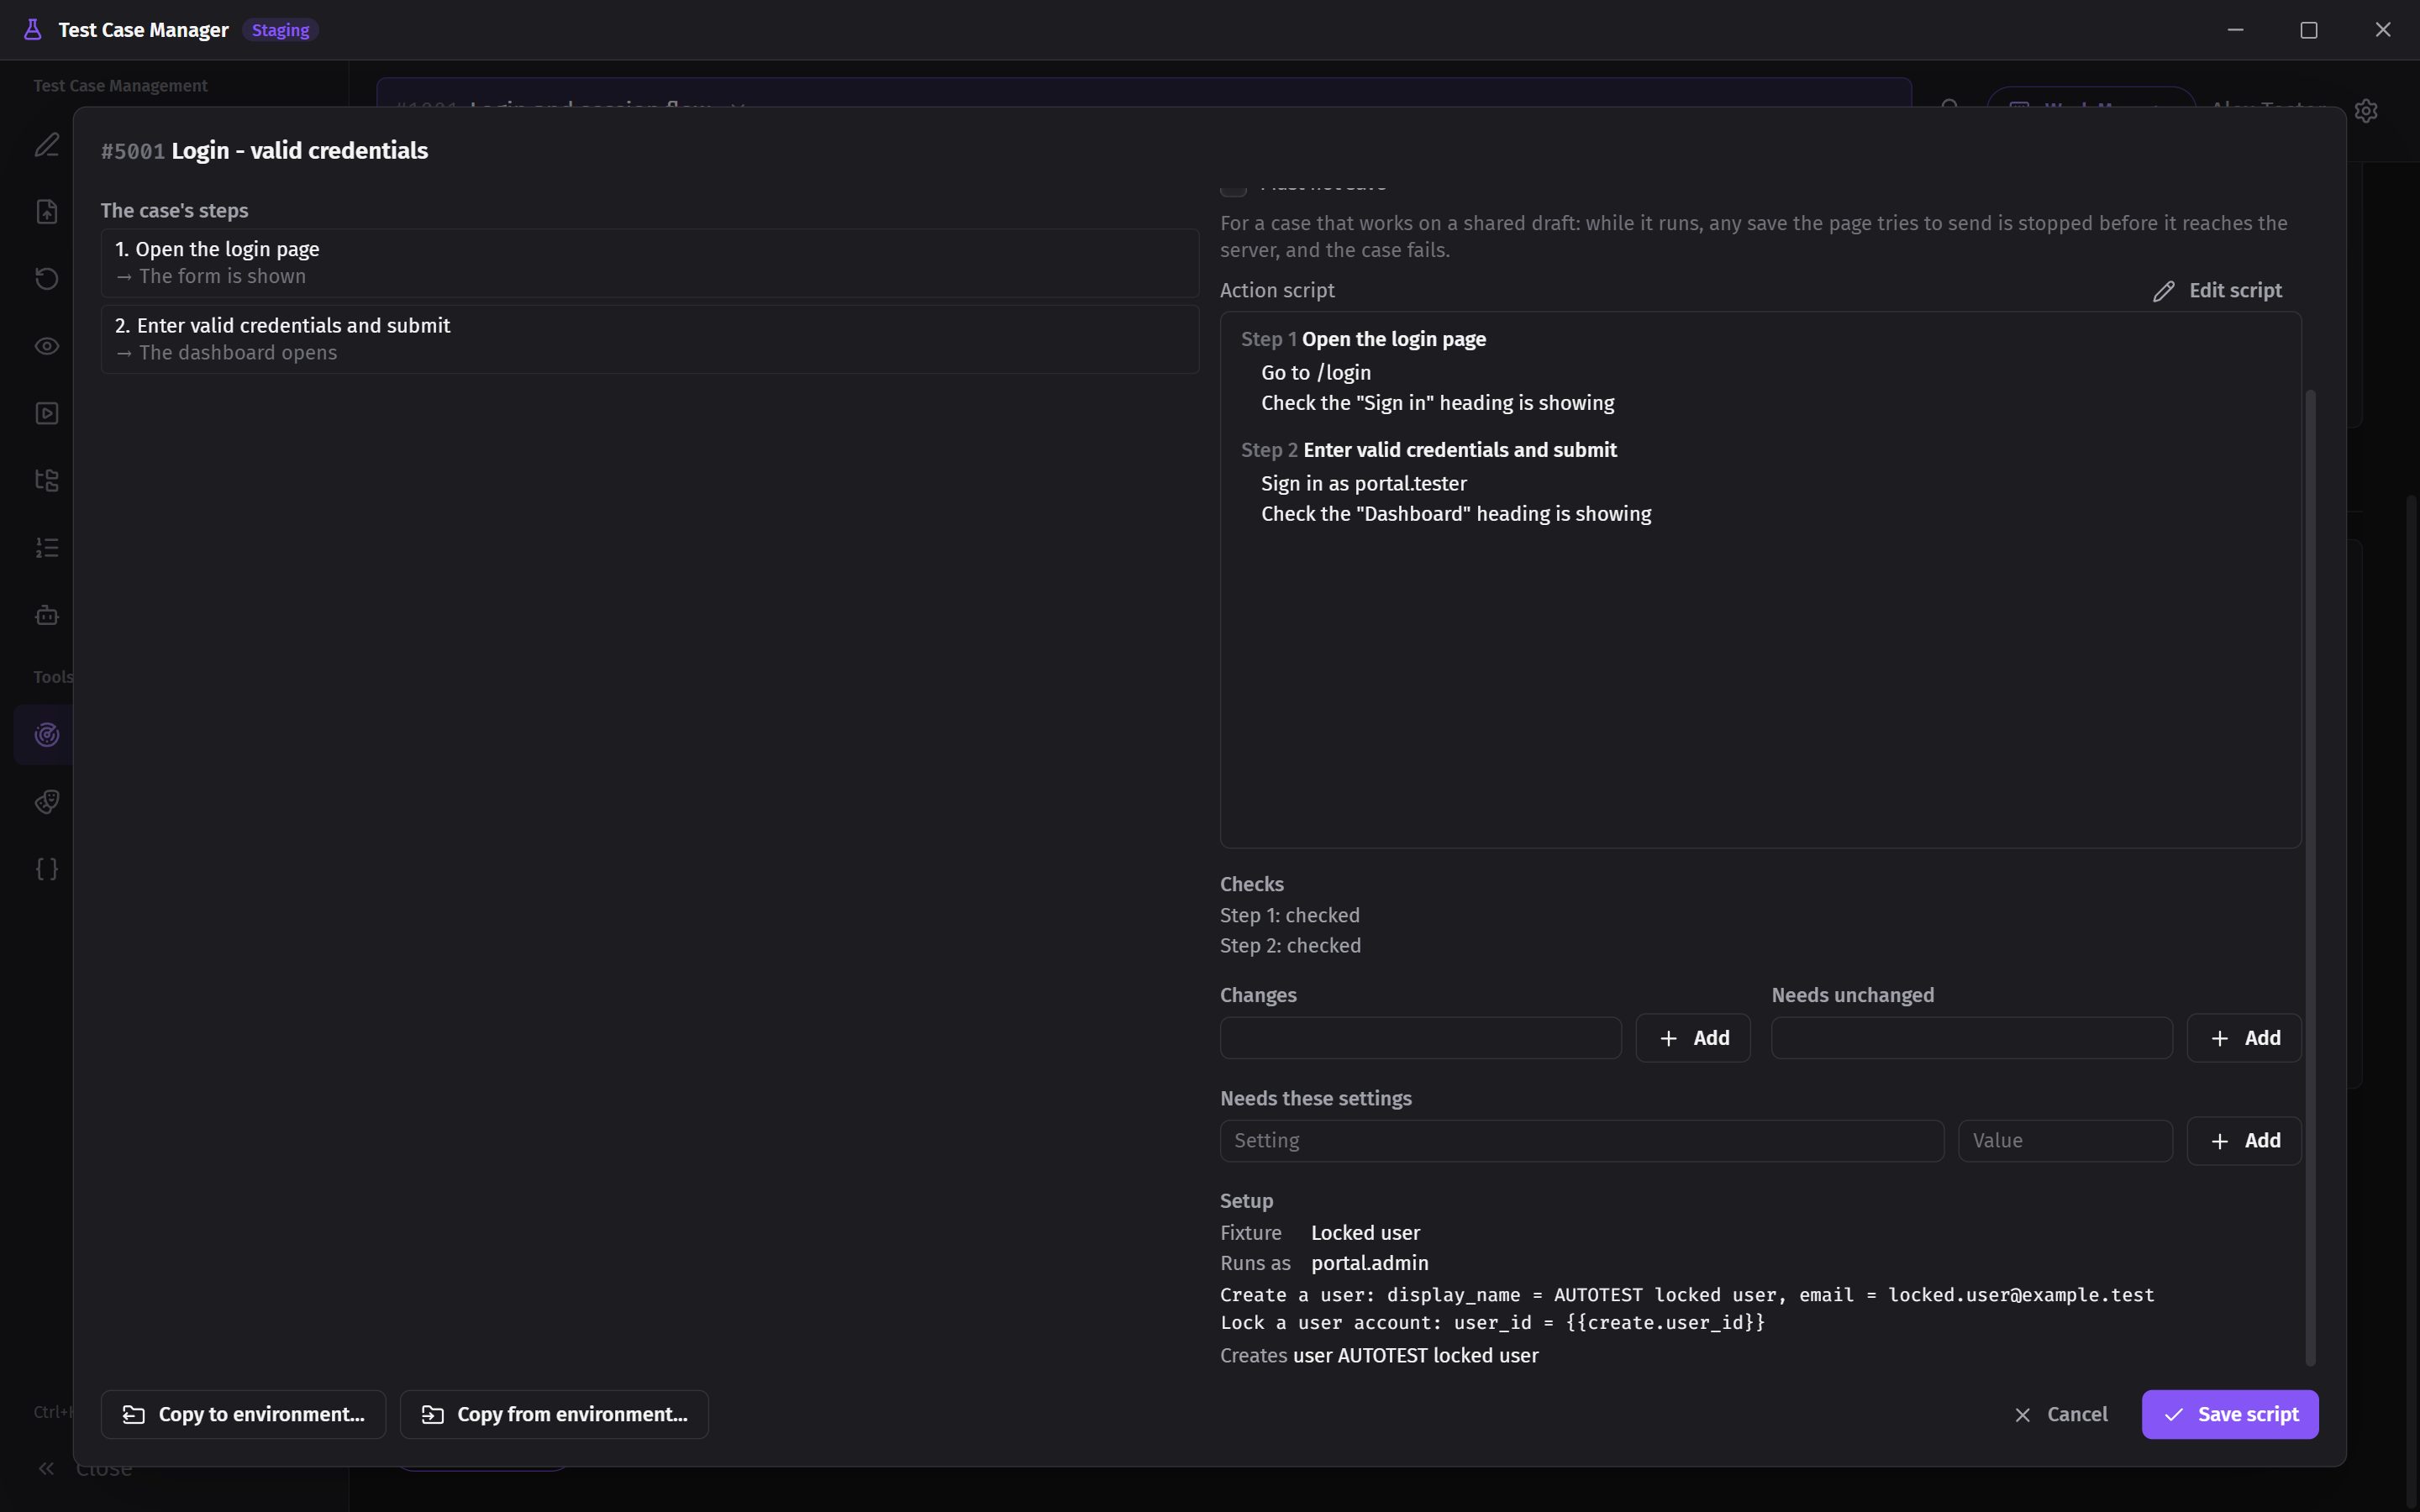 Test Case Manager Staging
Test Case Management
#5001 Login - valid credentials
The case's steps
1. Open the login page
→ The form is shown
2. Enter valid credentials and submit
→ The dashboard opens
For a case that works on a shared draft: while it runs, any save the page tries to send is stopped before it reaches the
server, and the case fails.
Action script
Edit script
Step 1 Open the login page
Go to /login
Check the "Sign in" heading is showing
Step 2 Enter valid credentials and submit
Sign in as portal.tester
Check the "Dashboard" heading is showing
Checks
Step 1: checked
Step 2: checked
Changes
Needs unchanged
Add
Add
Needs these settings
Setting
Value
Add
Setup
Fixture Locked user
Runs as portal.admin
Create a user: display_name = AUTOTEST locked user, email = locked.user@example.test
Lock a user account: user_id = {{create.user_id}}
Creates user AUTOTEST locked user
Tools
Copy to environment...
Copy from environment...
Cancel
Save script
Close